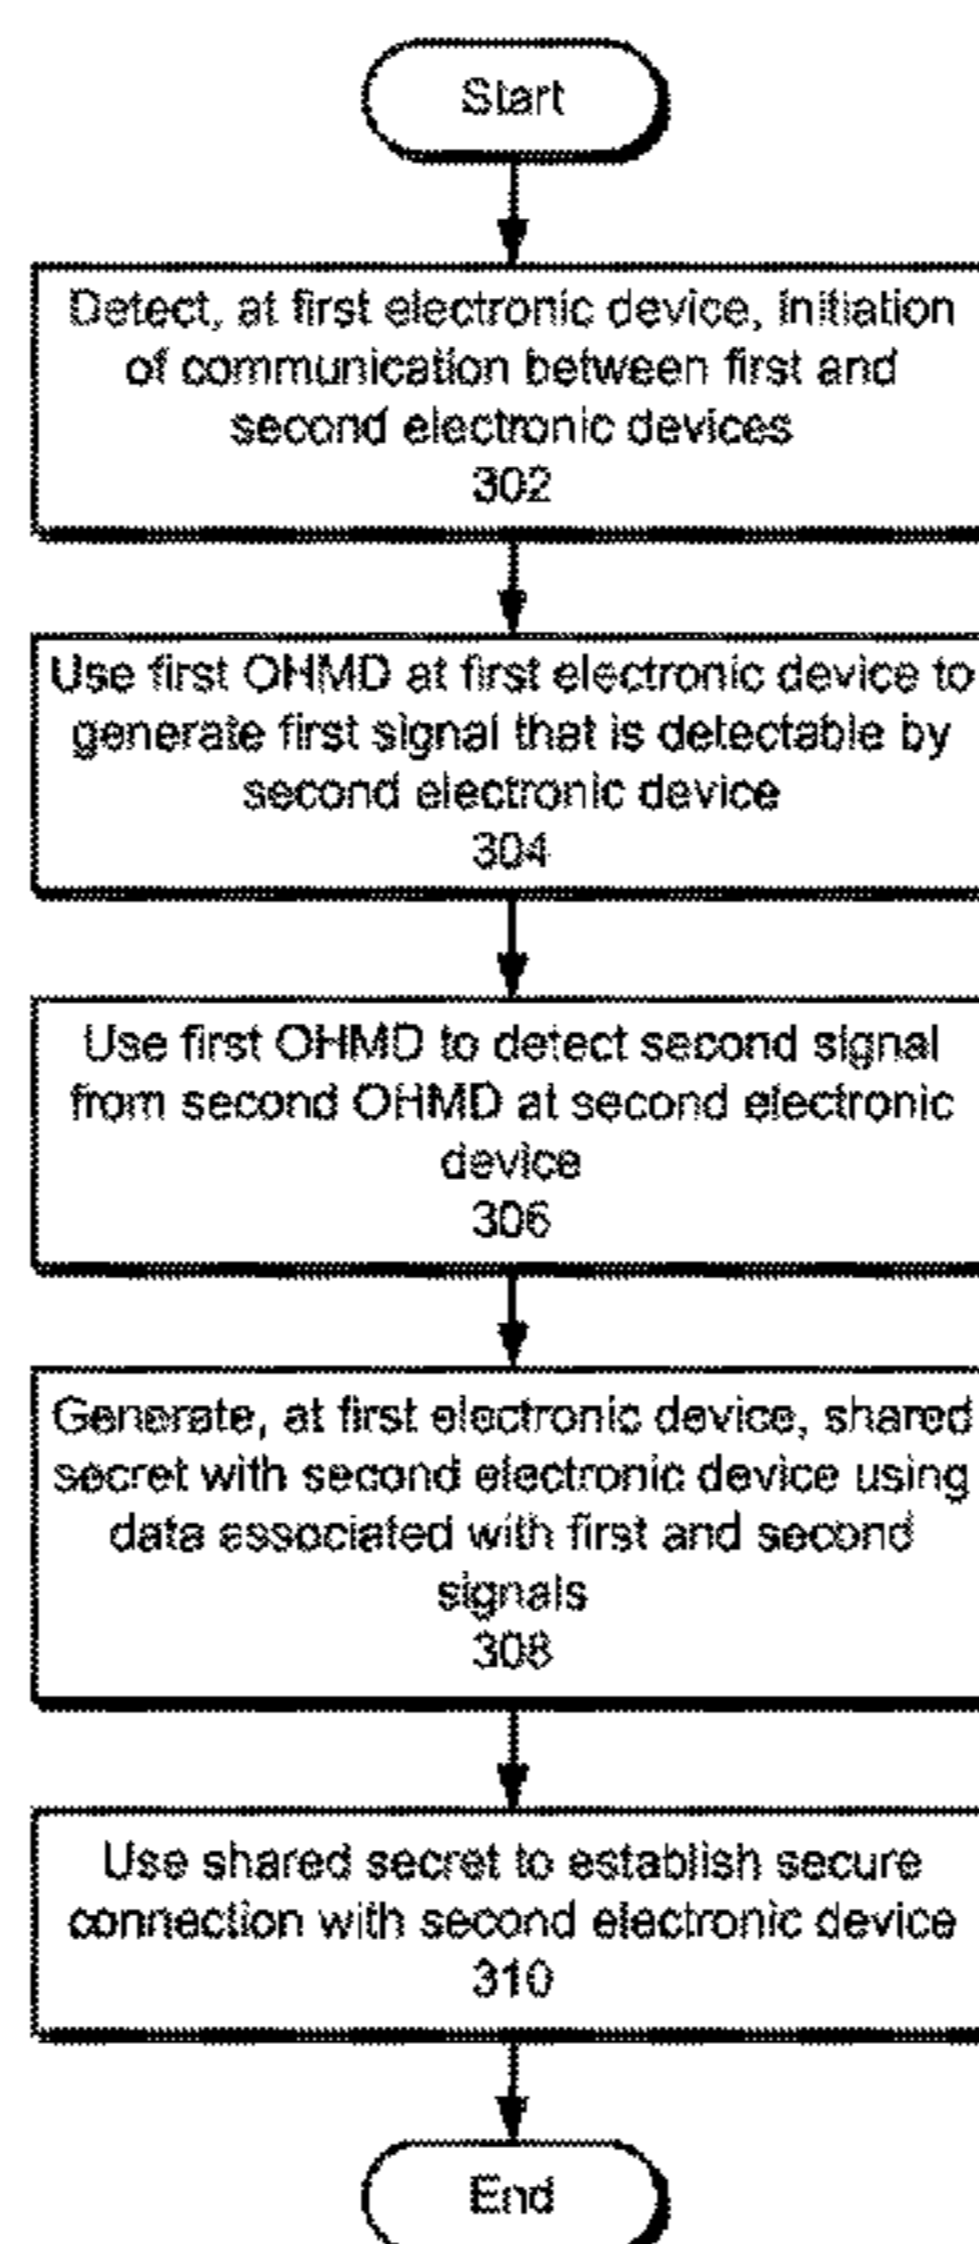 Start
Detect, at first electronic device, initiation
of communication between first and
second electronic devices
302
Use first OHMD at first electronic device to
generate first signal that is detectable by
second electronic device
304
Use first OHMD to detect second signal
from second OHMD at second electronic
device
306
Generate, at first electronic device, shared
secret with second electronic device using
data associated with first and second
signals
308
Use shared secret to establish secure
connection with second electronic device
310
End